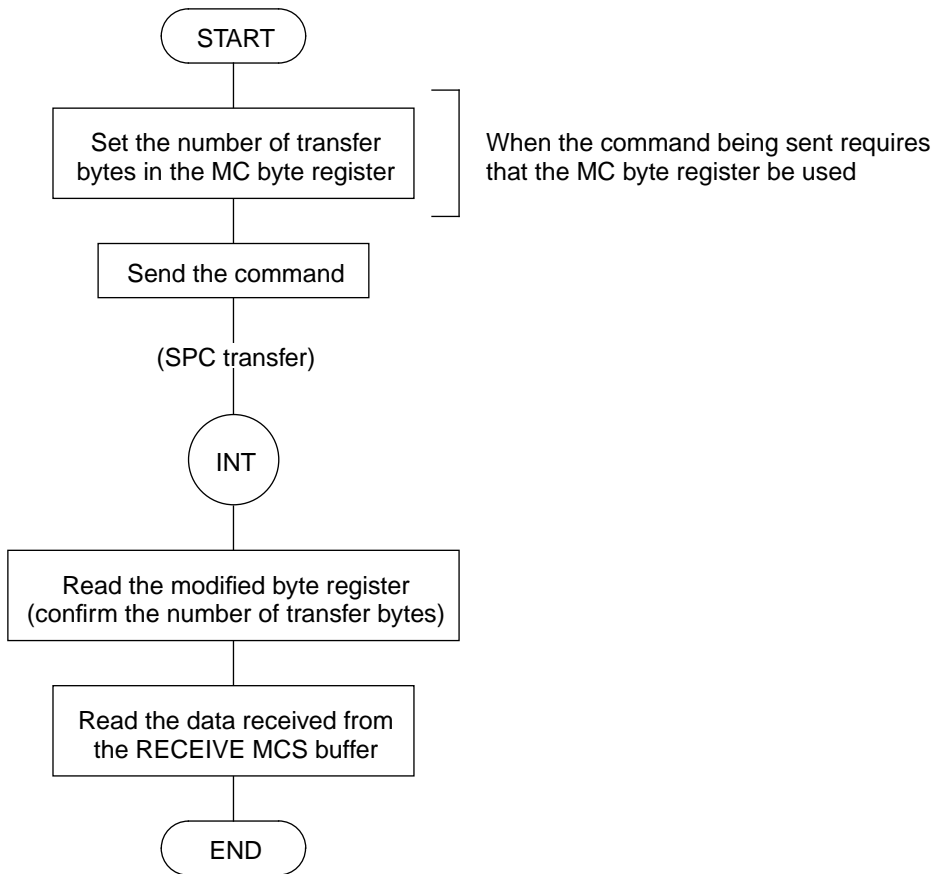 START
Set the number of transfer
bytes in the MC byte register
When the command being sent requires
that the MC byte register be used
Send the command
(SPC transfer)
INT
Read the modified byte register
(confirm the number of transfer bytes)
Read the data received from
the RECEIVE MCS buffer
END